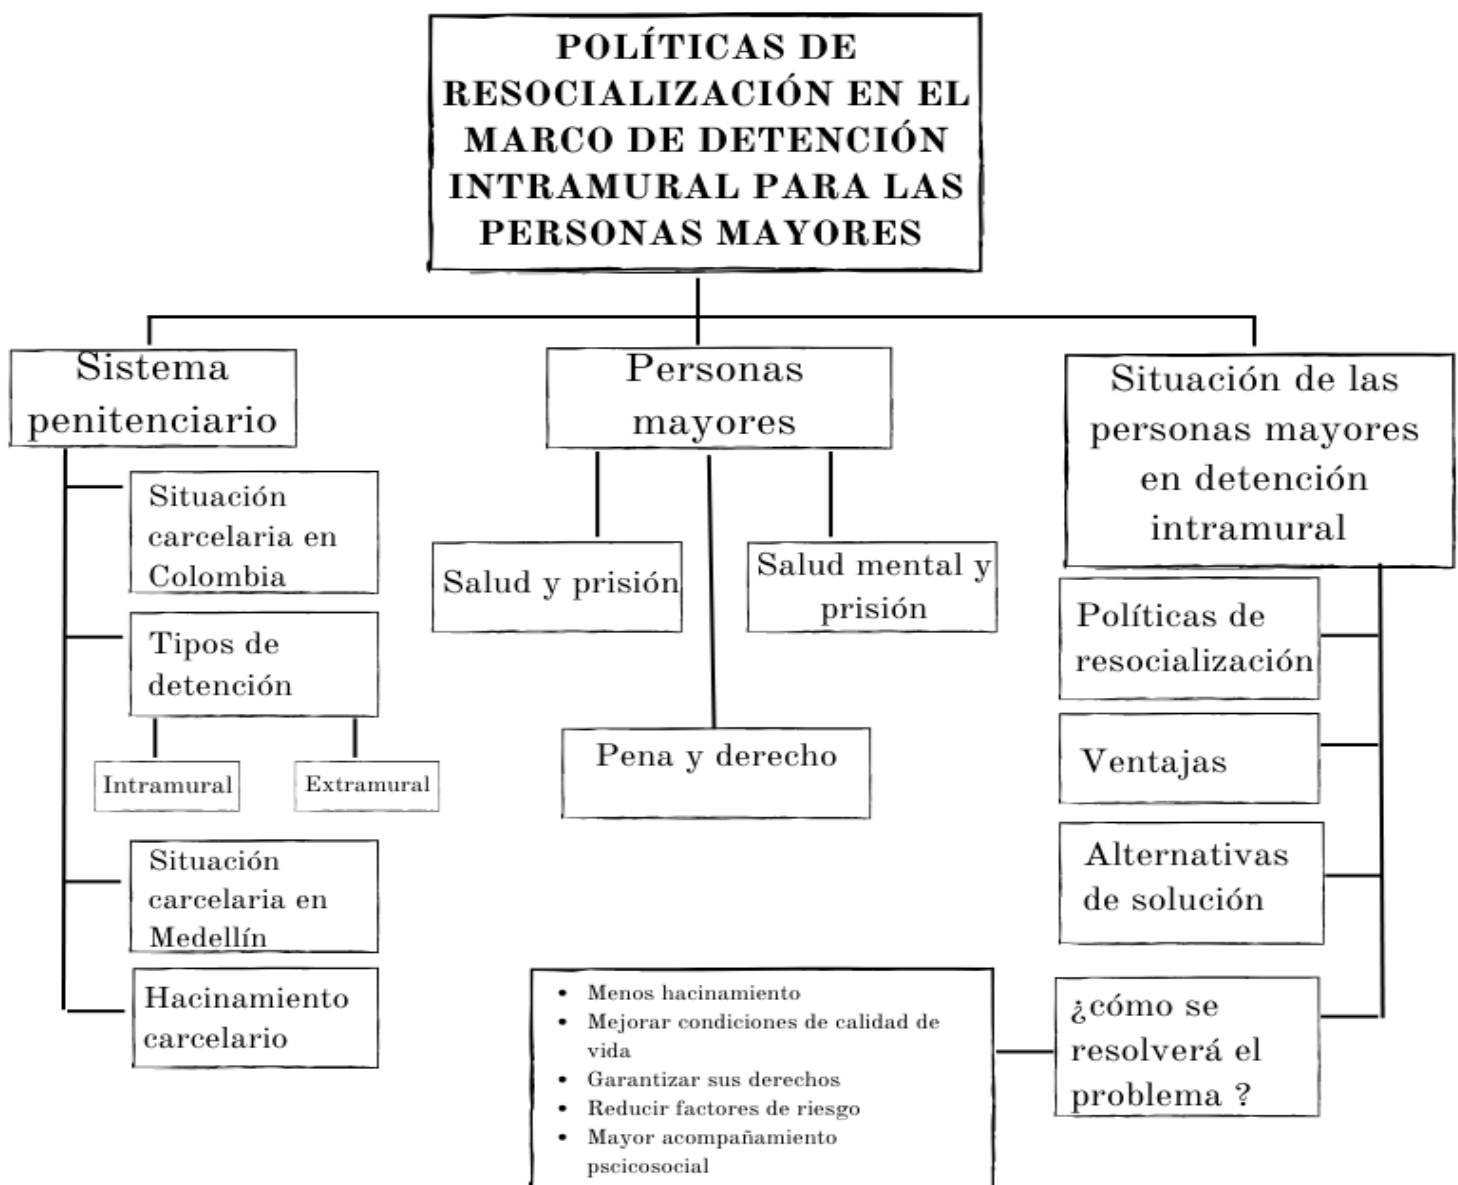 POLÍTICAS DE
RESOCIALIZACIÓN EN EL
MARCO DE DETENCIÓN
INTRAMURAL PARA LAS
PERSONAS MAYORES
Sistema
penitenciario
Situación
carcelaria en
Colombia
Tipos de
detención
Intramural
Extramural
Situación
carcelaria en
Medellín
Hacinamiento
carcelario
Personas
mayores
Salud y prisión
Salud mental y
prisión
Pena y derecho
Situación de las
personas mayores
en detención
intramural
Políticas de
resocialización
Ventajas
Alternativas
de solución
¿cómo se
resolverá el
problema ?
• Menos hacinamiento
• Mejorar condiciones de calidad de
vida
• Garantizar sus derechos
• Reducir factores de riesgo
• Mayor acompañamiento
pscicosocial